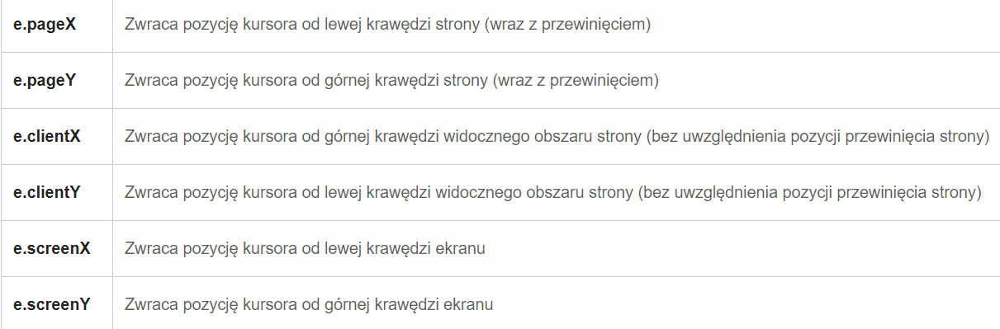 e.pageX Zwraca pozycję kursora od lewej krawędzi strony (wraz z przewinięciem)
e.pageY Zwraca pozycję kursora od górnej krawędzi strony (wraz z przewinięciem)
e.clientX Zwraca pozycję kursora od górnej krawędzi widocznego obszaru strony (bez uwzględnienia pozycji przewinięcia strony)
e.clientY Zwraca pozycję kursora od lewej krawędzi widocznego obszaru strony (bez uwzględnienia pozycji przewinięcia strony)
e.screenX Zwraca pozycję kursora od lewej krawędzi ekranu
e.screenY Zwraca pozycję kursora od górnej krawędzi ekranu